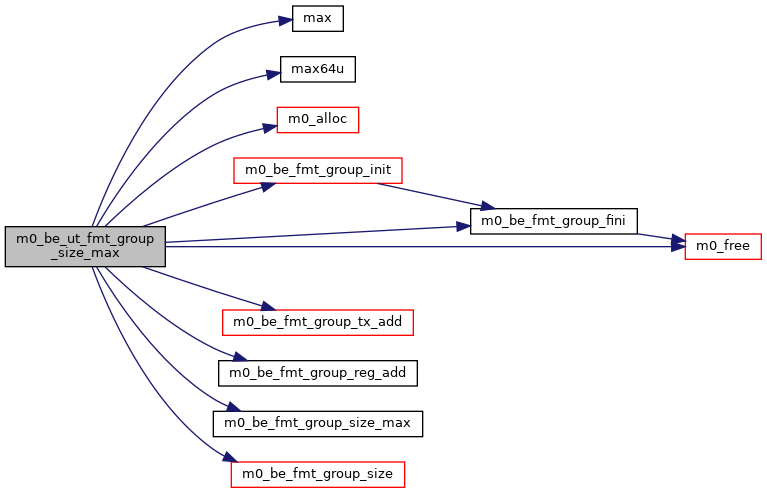 max
max64u
m0_alloc
m0_be_fmt_group_init
m0_be_fmt_group_fini
m0_be_ut_fmt_group
_size_max
m0_free
m0_be_fmt_group_tx_add
m0_be_fmt_group_reg_add
m0_be_fmt_group_size_max
m0_be_fmt_group_size